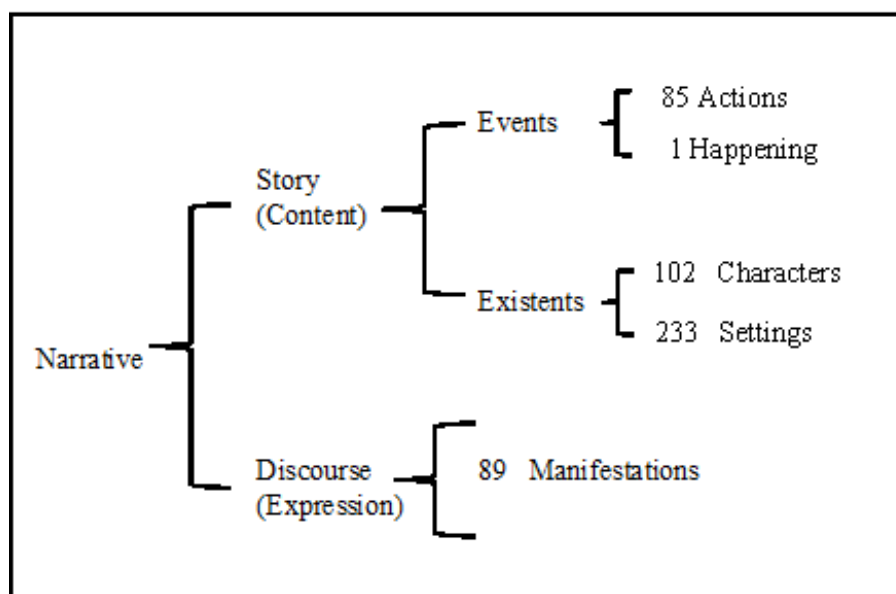 85 Actions
Events
1 Happening
Story
(Content)
102 Characters
Existents
233 Settings
Narrative
Discourse
(Expression)
89 Manifestations